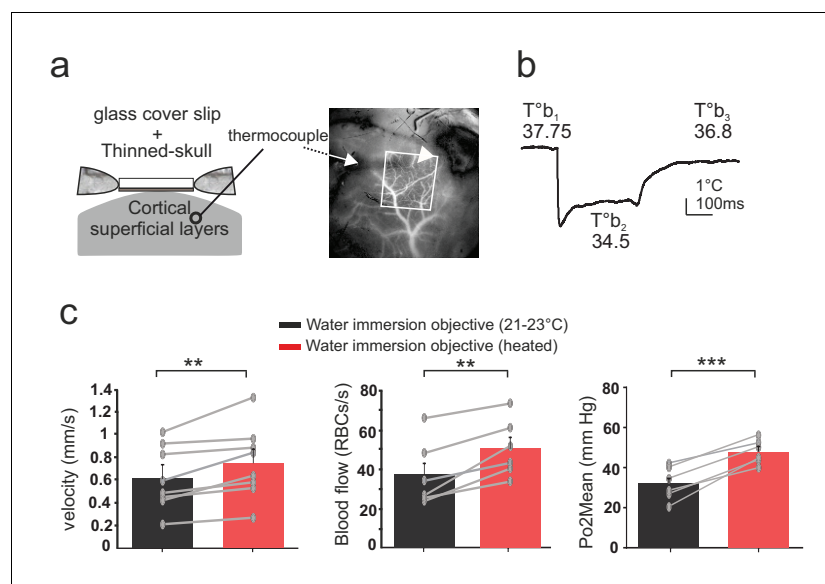 a
glass cover slip
+
Thinned-skull
thermocouple
Cortical
superficial layers
b
T°b₁
37.75
T°b₂
34.5
T°b₃
36.8
1°C
100ms
c
Water immersion objective (21-23°C)
Water immersion objective (heated)
**
velocity (mm/s)
1.4
1.2
1
0.8
0.6
0.4
0.2
0
**
Blood flow (RBCs/s)
80
60
40
20
0
***
Po2Mean (mm Hg)
80
60
40
20
0